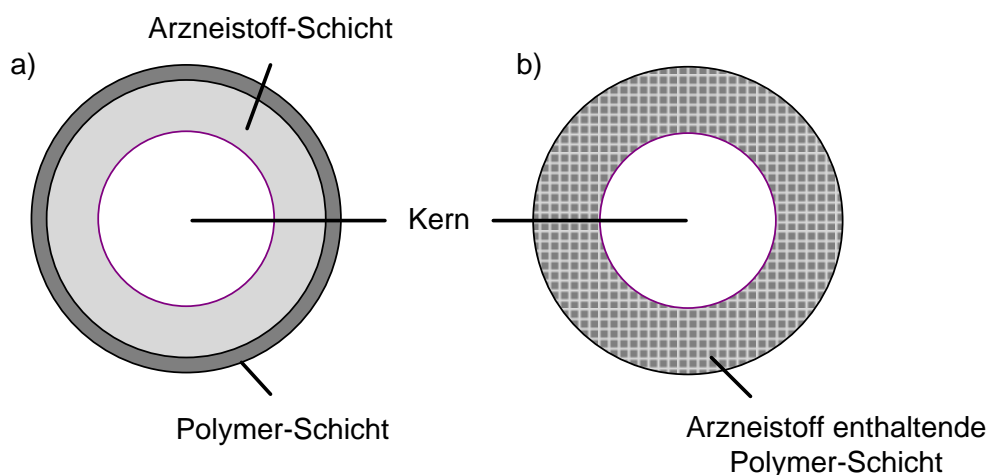 Arzneistoff-Schicht
a)
b)
Kern
Polymer-Schicht
Arzneistoff enthaltende
Polymer-Schicht